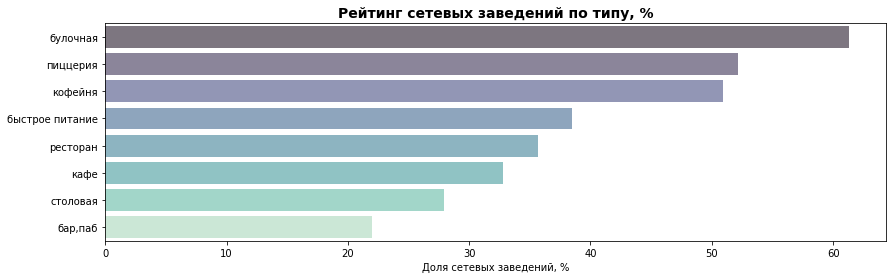 Рейтинг сетевых заведений по типу, %
булочная
пиццерия
кофейня
быстрое питание
ресторан
кафе
столовая
бар,паб
0 10 20 30 40 50 60
Доля сетевых заведений, %